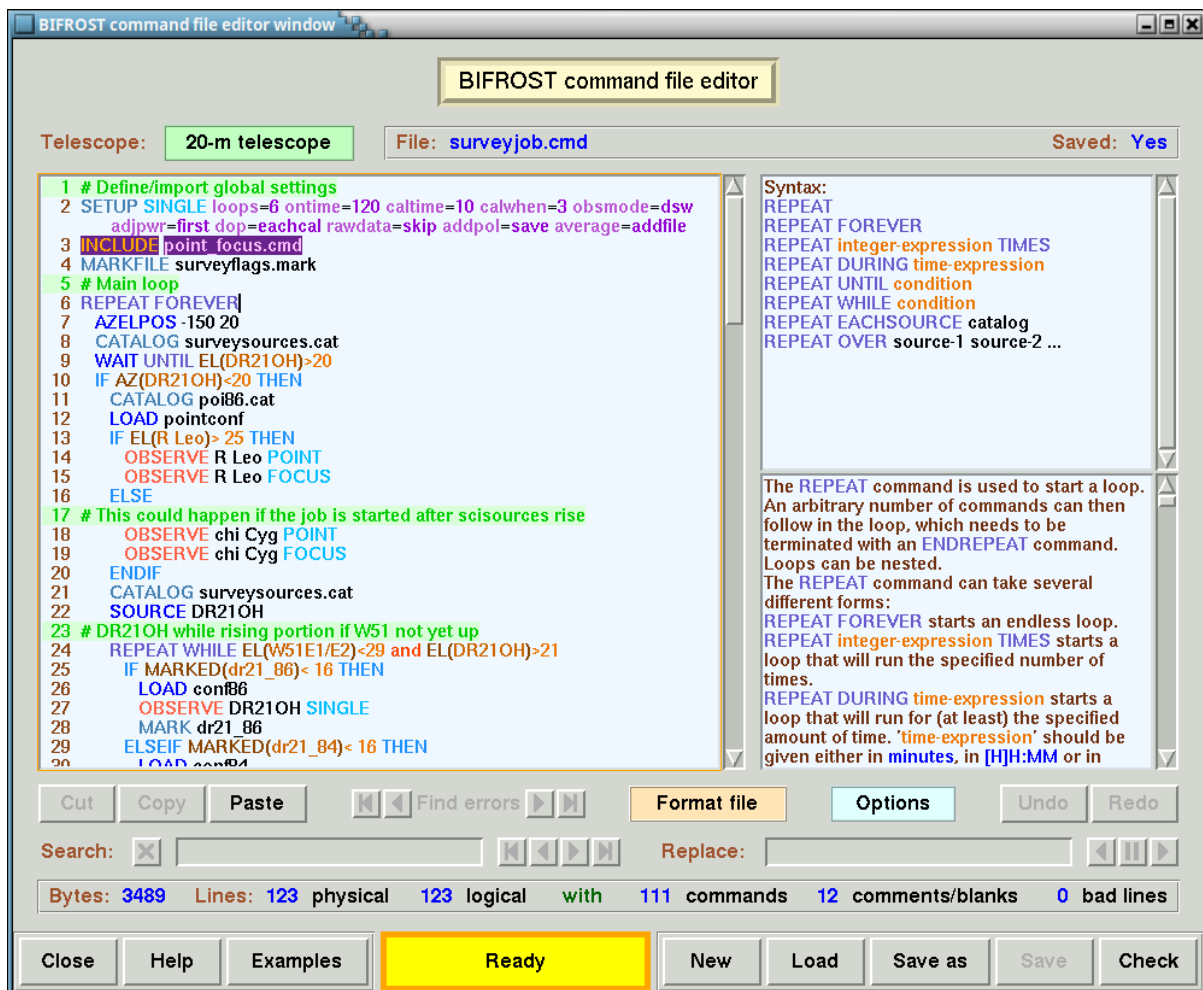 BIFROST command file editor window
BIFROST command file editor
Telescope: 20-m telescope File: surveyjob.cmd Saved: Yes
1 # Define/import global settings
2 SETUP SINGLE loops=6 ontime=120 caltime=10 calwhen=3 obsmode=dsw
adjpwr=first dop=eachcal rawdata=skip addpol=save average=addfile
3 INCLUDE point_focus.cmd
4 MARKFILE surveyflags.mark
5 # Main loop
6 REPEAT FOREVER
7 AZELPOS -150 20
8 CATALOG surveysources.cat
9 WAIT UNTIL EL(DR21OH)>20
10 IF AZ(DR21OH)<20 THEN
11 CATALOG poi86.cat
12 LOAD pointconf
13 IF EL(R Leo)> 25 THEN
14 OBSERVE R Leo POINT
15 OBSERVE R Leo FOCUS
16 ELSE
17 # This could happen if the job is started after scisources rise
18 OBSERVE chi Cyg POINT
19 OBSERVE chi Cyg FOCUS
20 ENDIF
21 CATALOG surveysources.cat
22 SOURCE DR21OH
23 # DR21OH while rising portion if W51 not yet up
24 REPEAT WHILE EL(W51E1/E2)<29 and EL(DR21OH)>21
25 IF MARKED(dr21_86)< 16 THEN
26 LOAD conf86
27 OBSERVE DR21OH SINGLE
28 MARK dr21_86
29 ELSEIF MARKED(dr21_84)< 16 THEN
30 LOAD conf84
Syntax:
REPEAT
REPEAT FOREVER
REPEAT integer-expression TIMES
REPEAT DURING time-expression
REPEAT UNTIL condition
REPEAT WHILE condition
REPEAT EACHSOURCE catalog
REPEAT OVER source-1 source-2 ...
The REPEAT command is used to start a loop.
An arbitrary number of commands can then
follow in the loop, which needs to be
terminated with an ENDREPEAT command.
Loops can be nested.
The REPEAT command can take several
different forms:
REPEAT FOREVER starts an endless loop.
REPEAT integer-expression TIMES starts a
loop that will run the specified number of
times.
REPEAT DURING time-expression starts a
loop that will run for (at least) the specified
amount of time. 'time-expression' should be
given either in minutes, in [H]H:MM or in
Cut Copy Paste Find errors Format file Options Undo Redo
Search: Replace:
Bytes: 3489 Lines: 123 physical 123 logical with 111 commands 12 comments/blanks 0 bad lines
Close Help Examples Ready New Load Save as Save Check